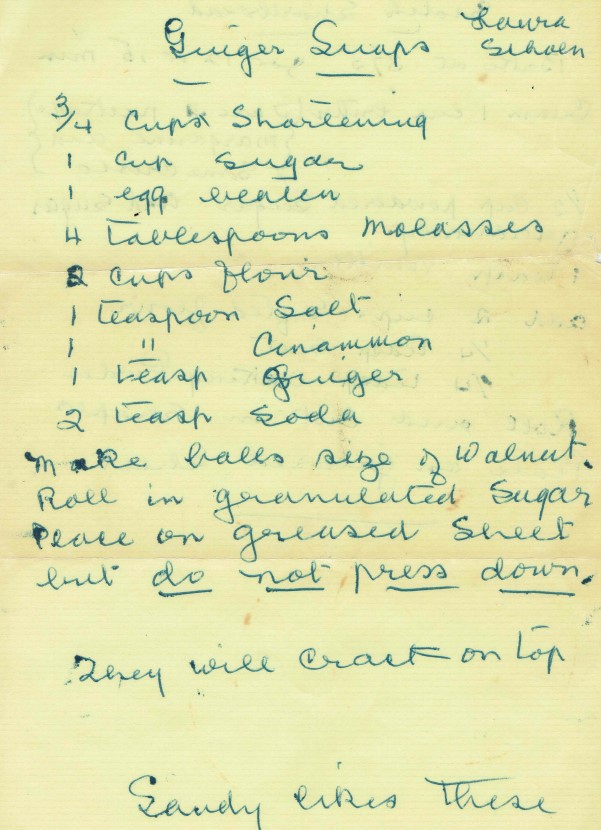 Ginger Snaps
Laura
Schoen
3/4 Cups Shortening
1 Cup Sugar
1 egg beaten
4 Tablespoons Molasses
2 Cups flour
1 teaspoon Salt
1 " Cinammon
1 teasp Ginger
2 teasp Soda
Make balls size of Walnut.
Roll in granulated Sugar
Place on greased Sheet
but do not press down.
They will crack on top
Sandy likes these